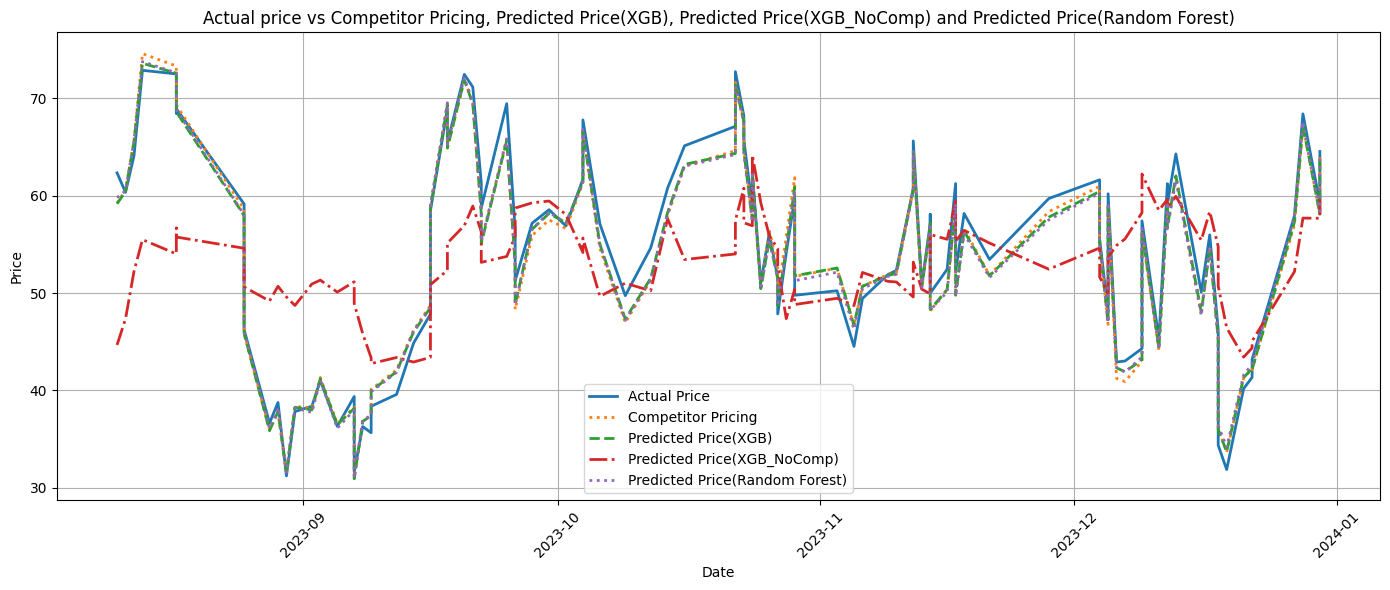 Actual price vs Competitor Pricing, Predicted Price(XGB), Predicted Price(XGB_NoComp) and Predicted Price(Random Forest)
Price
70
60
50
40
30
Actual Price
Competitor Pricing
Predicted Price(XGB)
Predicted Price(XGB_NoComp)
Predicted Price(Random Forest)
2023-09
2023-10
2023-11
2023-12
2024-01
Date